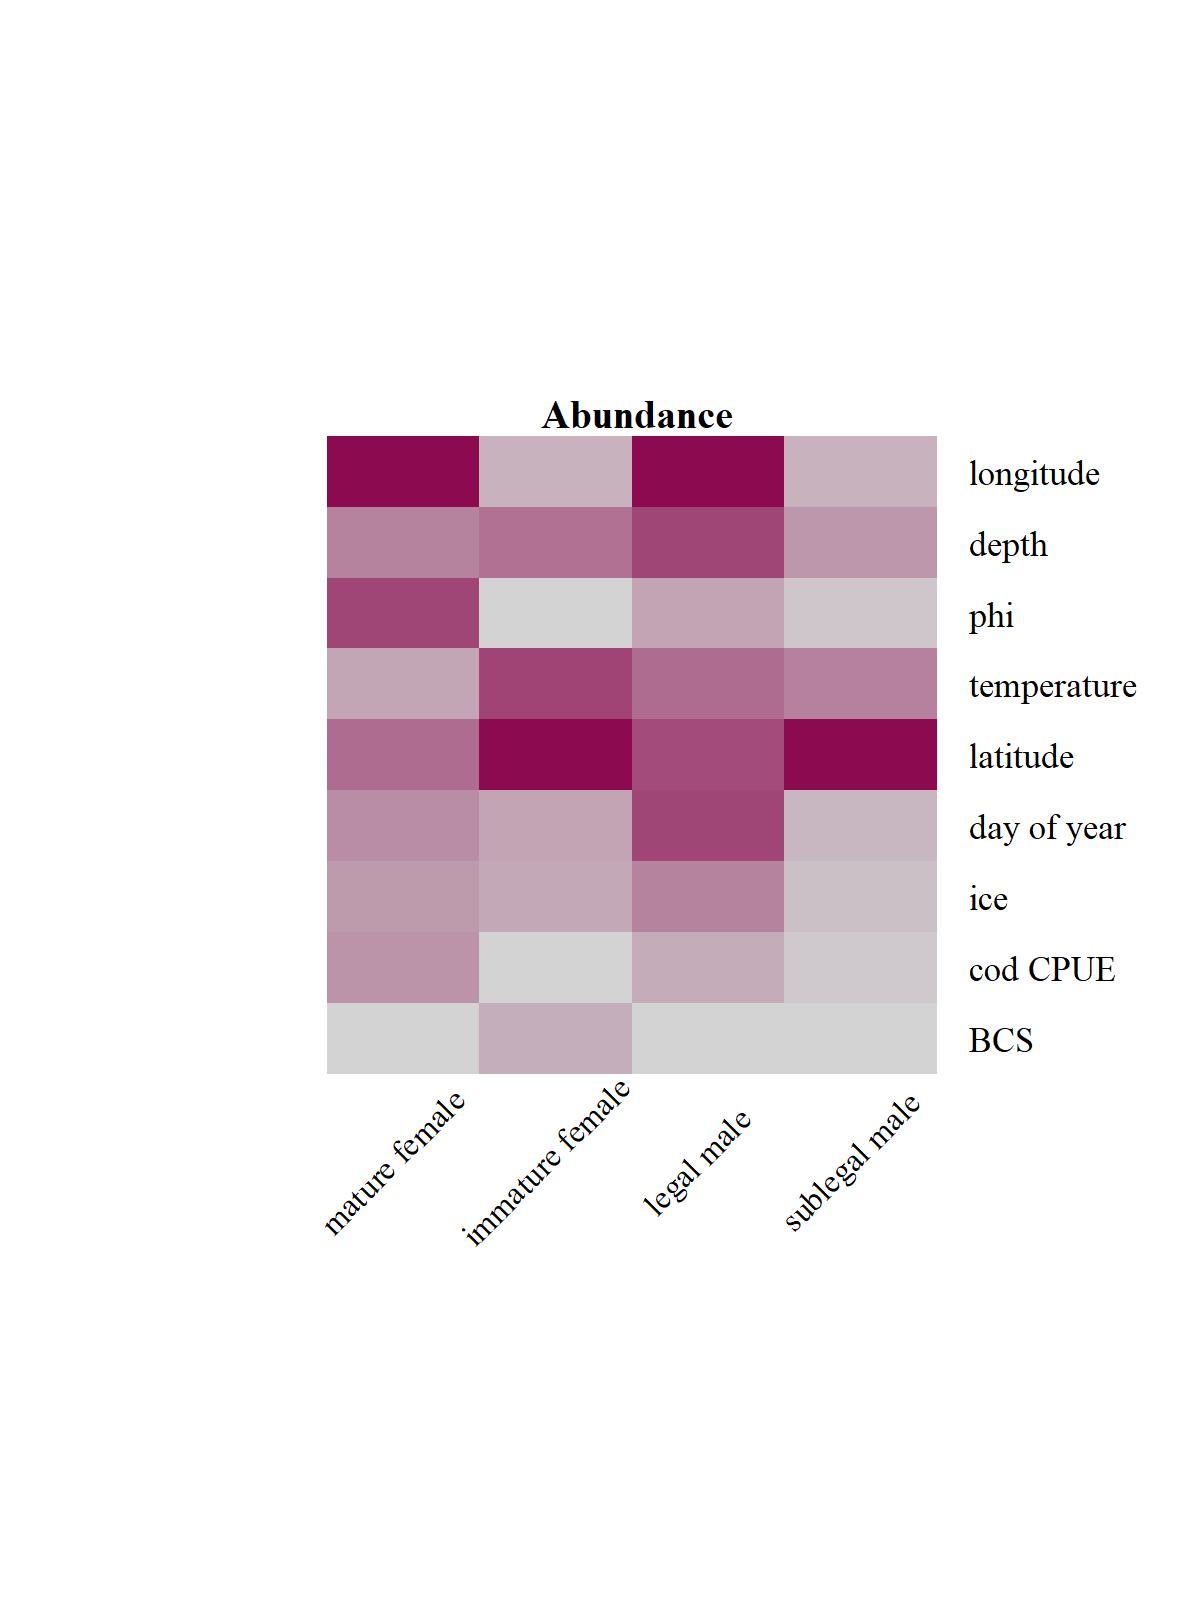 Abundance
longitude
depth
phi
temperature
latitude
day of year
ice
cod CPUE
BCS
mature female
immature female
legal male
sublegal male